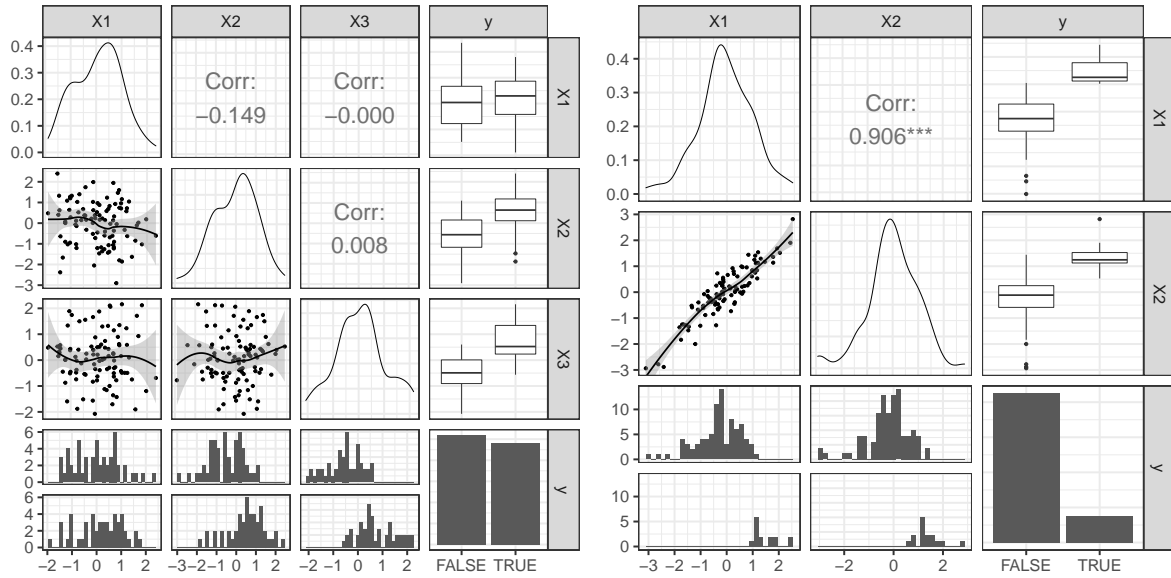 X1 X2 X3 y
0.4
0.3
0.2
0.1
0.0
Corr:
−0.149
Corr:
−0.000
X1
2
1
0
−1
−2
−3
Corr:
0.008
X2
2
1
0
−1
−2
X3
6
4
2
0
6
4
2
0
y
−2 −1 0 1 2
−3 −2 −1 0 1 2
−2 −1 0 1 2
FALSE TRUE
X1 X2 y
0.4
0.3
0.2
0.1
0.0
Corr:
0.906***
X1
3
2
1
0
−1
−2
−3
X2
10
5
0
10
5
0
y
−3 −2 −1 0 1 2
−2 0 2
FALSE TRUE